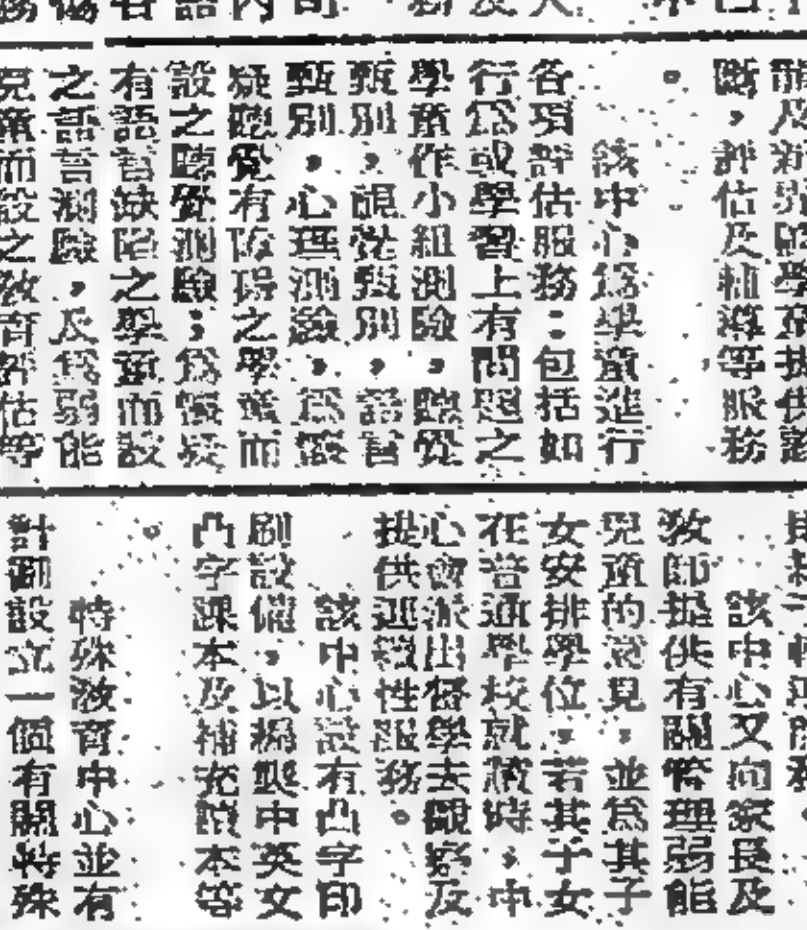 斷，評估及輔導等服務
。
該中心爲學童進行
各項評估服務：包括如
行爲或學習上有問題之
學童作小組測驗，聽覺
甄別，視覺甄別，語言
甄別，心理測驗，爲懷
疑聽覺有障礙之學童而
設之聽覺測驗；爲懷疑
有語言缺陷之學童而設
之語言測驗，及爲弱能
兒童而設之教育評估等
該中心又向家長及
教師提供有關管理弱能
兒童的意見，並爲其子
女安排學位，若其子女
在普通學校就讀時，中
心會派出督學去觀察及
提供巡輔性服務。
該中心設有凸字印
刷設備，以編製中英文
凸字課本及補充讀本等
。
特殊教育中心並有
計劃設立一個有關特殊